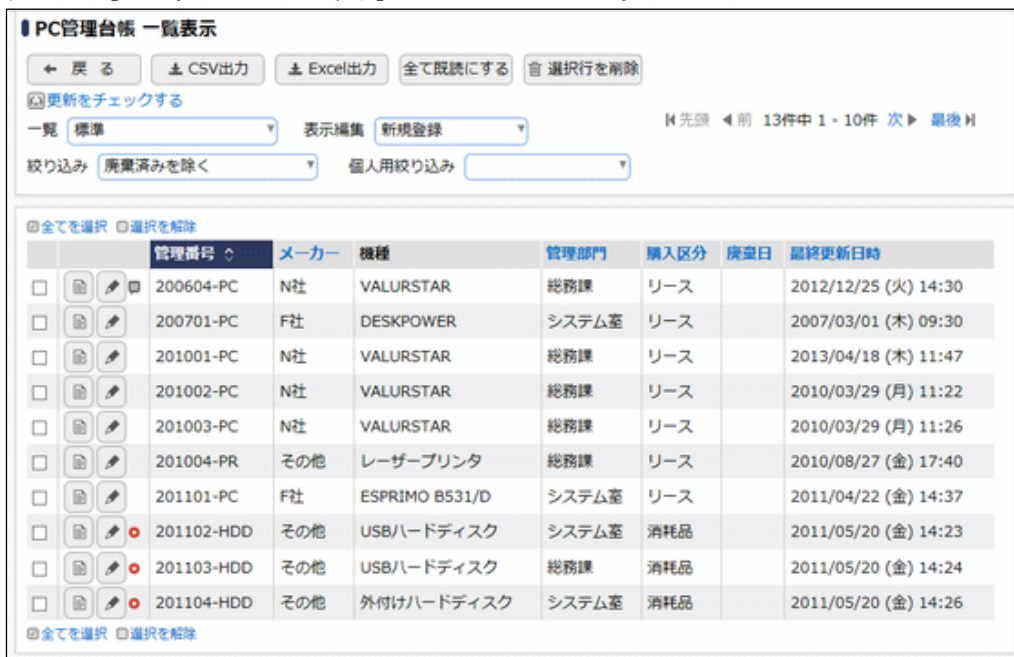 PC管理台帳 一覧表示
戻る CSV出力 Excel出力 全て既読にする 選択行を削除
更新をチェックする
一覧 標準 表示編集 新規登録 先頭 前 13件中 1 - 10件 次 最後
絞り込み 廃棄済みを除く 個人用絞り込み
全てを選択 選択を解除
管理番号 メーカー 機種 管理部門 購入区分 廃棄日 最終更新日時
200604-PC N社 VALURSTAR 総務課 リース 2012/12/25 (火) 14:30
200701-PC F社 DESKPOWER システム室 リース 2007/03/01 (木) 09:30
201001-PC N社 VALURSTAR 総務課 リース 2013/04/18 (木) 11:47
201002-PC N社 VALURSTAR 総務課 リース 2010/03/29 (月) 11:22
201003-PC N社 VALURSTAR 総務課 リース 2010/03/29 (月) 11:26
201004-PR その他 レーザープリンタ 総務課 リース 2010/08/27 (金) 17:40
201101-PC F社 ESPRIMO B531/D システム室 リース 2011/04/22 (金) 14:37
201102-HDD その他 USBハードディスク システム室 消耗品 2011/05/20 (金) 14:23
201103-HDD その他 USBハードディスク 総務課 消耗品 2011/05/20 (金) 14:24
201104-HDD その他 外付けハードディスク システム室 消耗品 2011/05/20 (金) 14:26
全てを選択 選択を解除